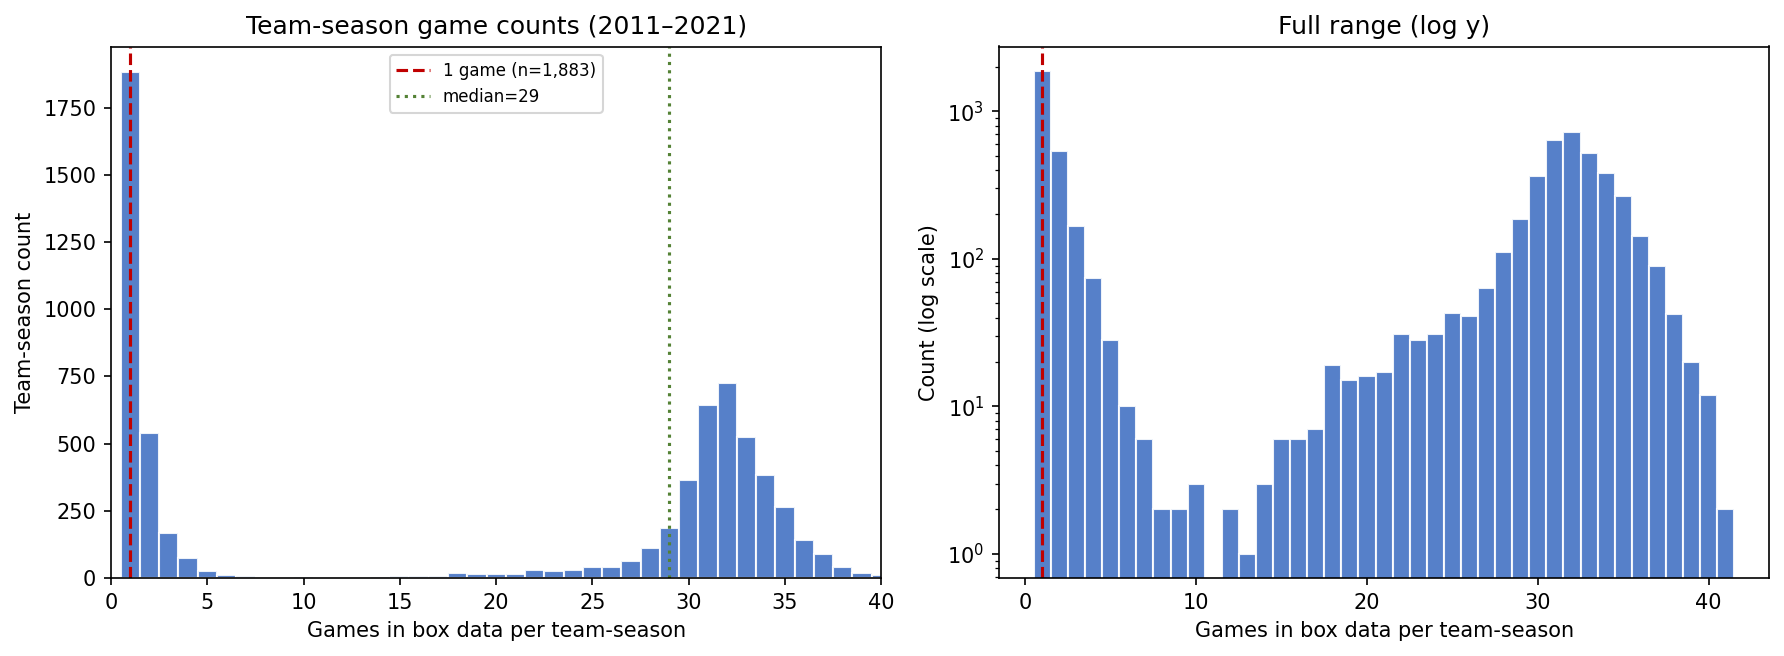 Team-season game counts (2011–2021)
1 game (n=1,883)
median=29
Team-season count
1750
1500
1250
1000
750
500
250
0
0 5 10 15 20 25 30 35 40
Games in box data per team-season
Full range (log y)
Count (log scale)
10³
10²
10¹
10⁰
0 10 20 30 40
Games in box data per team-season